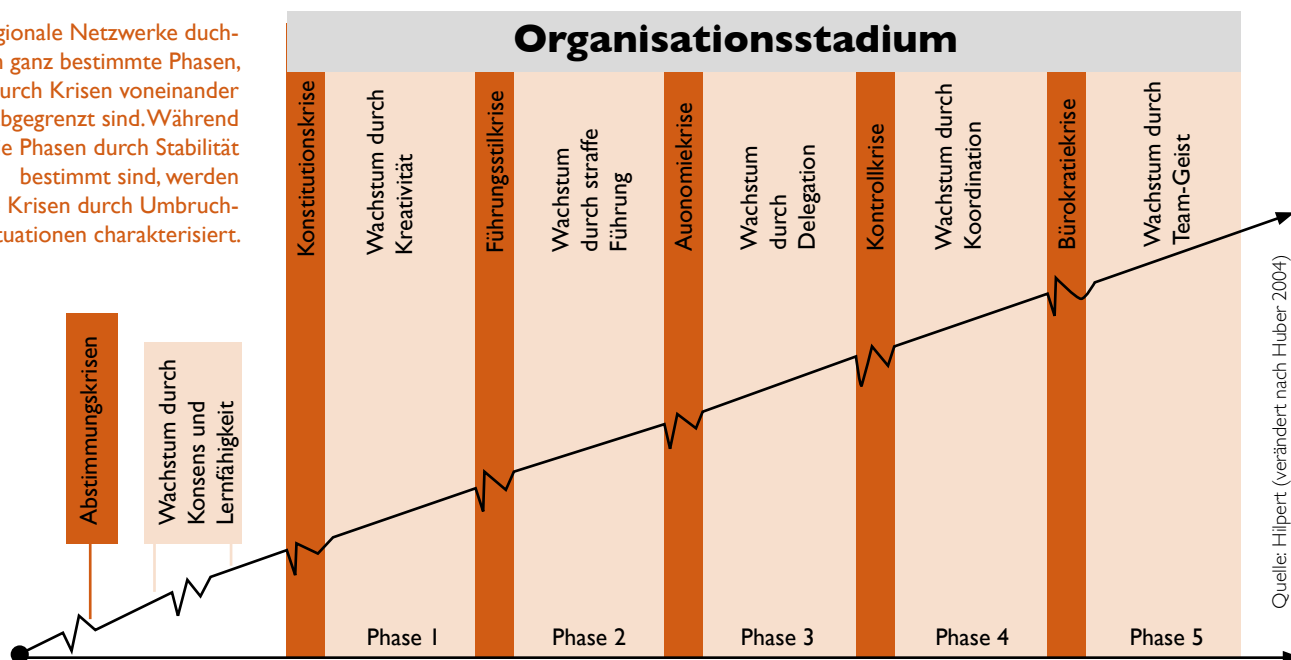 gionale Netzwerke duch-
n ganz bestimmte Phasen,
urch Krisen voneinander
bgegrenzt sind. Während
e Phasen durch Stabilität
bestimmt sind, werden
Krisen durch Umbruch-
tuationen charakterisiert.
Organisationsstadium
Abstimmungskrisen
Wachstum durch
Konsens und
Lernfähigkeit
Konstitutionskrise
Wachstum durch
Kreativität
Führungsstilkrise
Wachstum
durch straffe
Führung
Auonomiekrise
Wachstum
durch
Delegation
Kontrollkrise
Wachstum durch
Koordination
Bürokratiekrise
Wachstum durch
Team-Geist
Phase 1
Phase 2
Phase 3
Phase 4
Phase 5
Quelle: Hilpert (verändert nach Huber 2004)